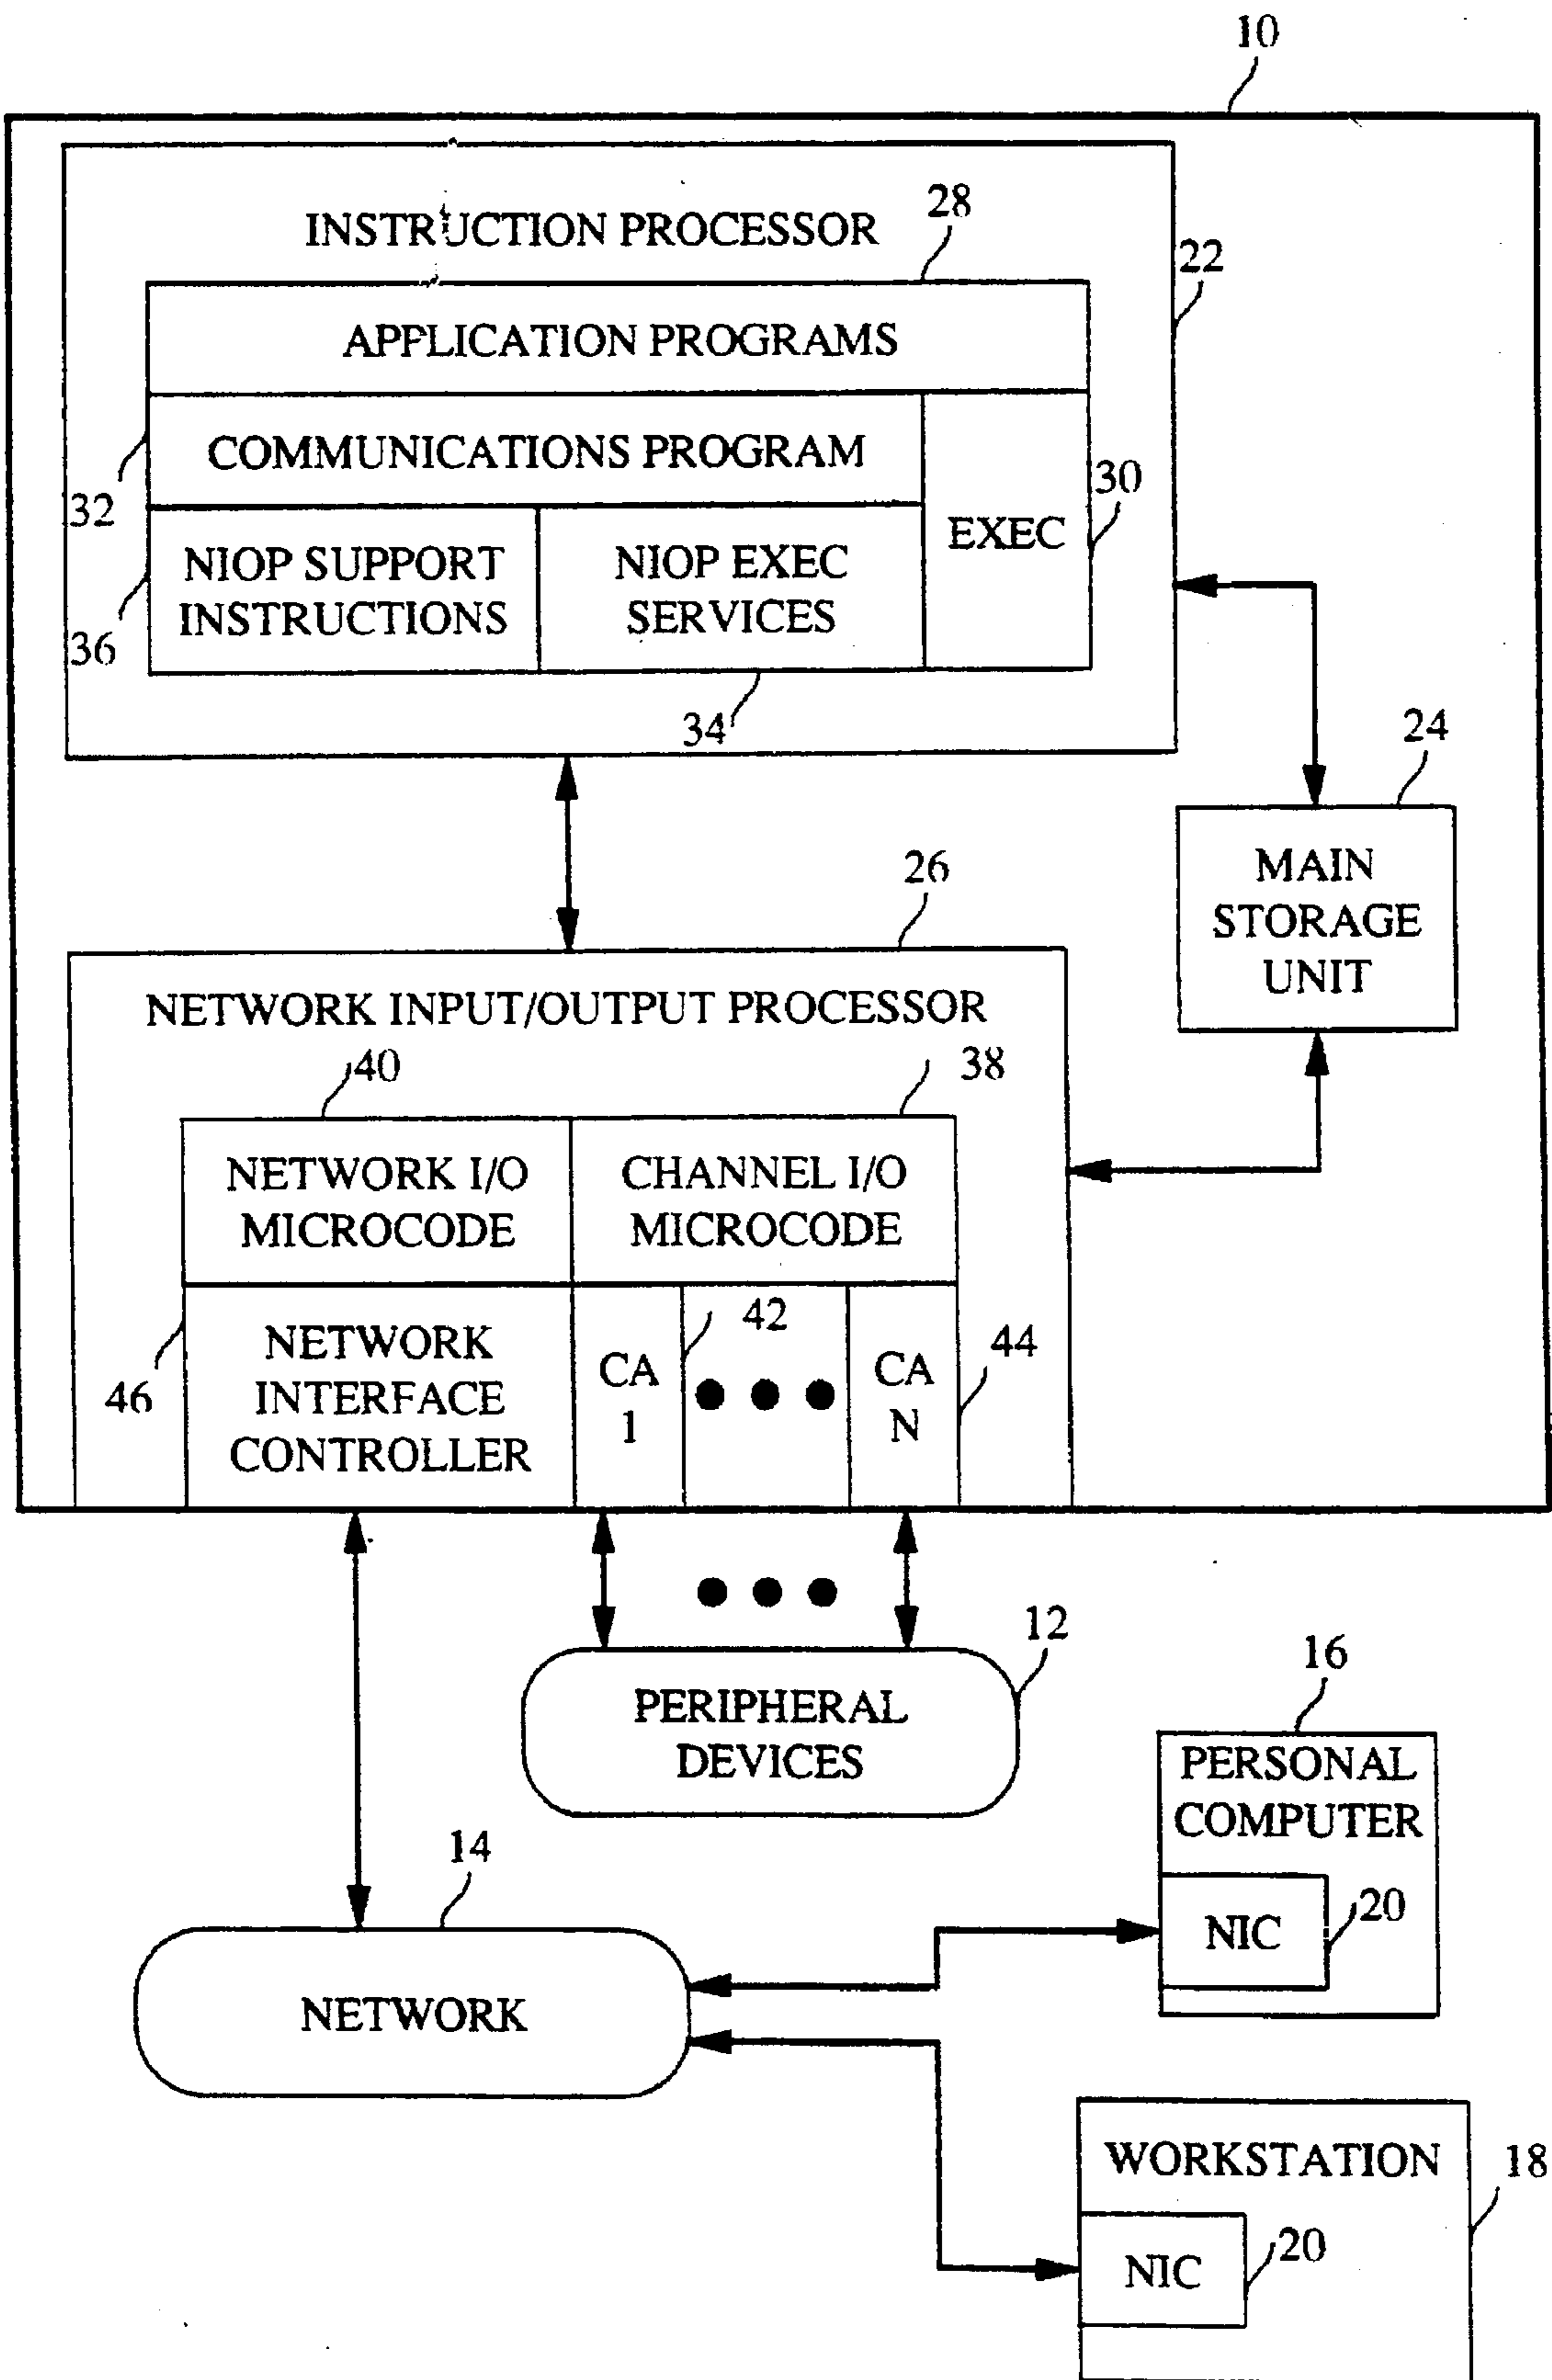 10
INSTRUCTION PROCESSOR
28
22
APPLICATION PROGRAMS
COMMUNICATIONS PROGRAM
32
30
EXEC
NIOP SUPPORT
INSTRUCTIONS
NIOP EXEC
SERVICES
36
34
24
MAIN
STORAGE
UNIT
26
NETWORK INPUT/OUTPUT PROCESSOR
40
38
NETWORK I/O
MICROCODE
CHANNEL I/O
MICROCODE
46
NETWORK
INTERFACE
CONTROLLER
CA
1
42
CA
N
44
12
PERIPHERAL
DEVICES
16
PERSONAL
COMPUTER
NIC
20
14
NETWORK
WORKSTATION
18
NIC
20